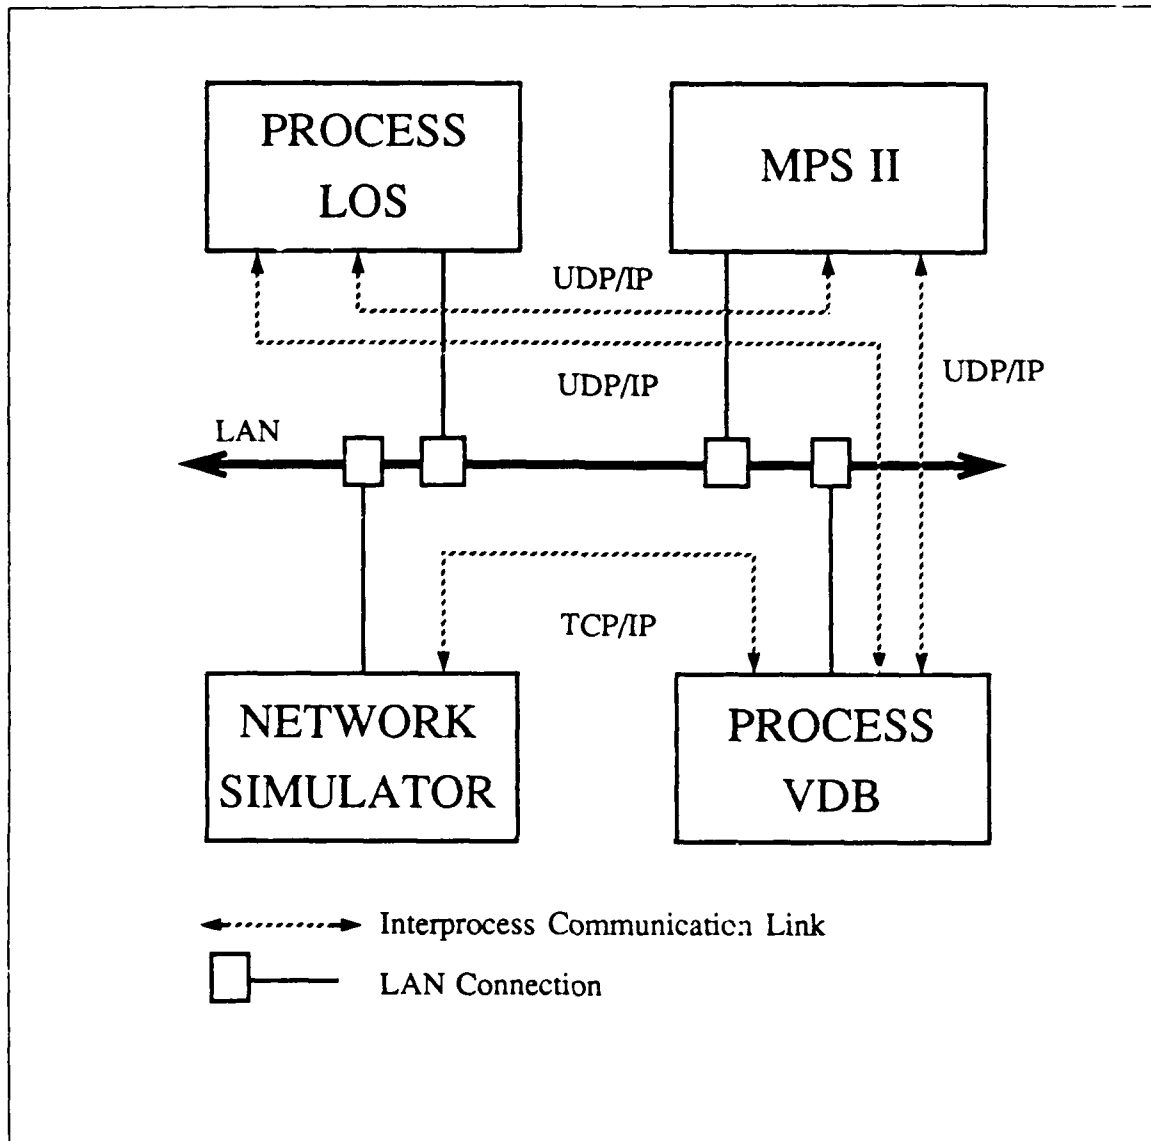 PROCESS
LOS
MPS II
UDP/IP
UDP/IP
UDP/IP
LAN
TCP/IP
NETWORK
SIMULATOR
PROCESS
VDB
Interprocess Communication Link
LAN Connection